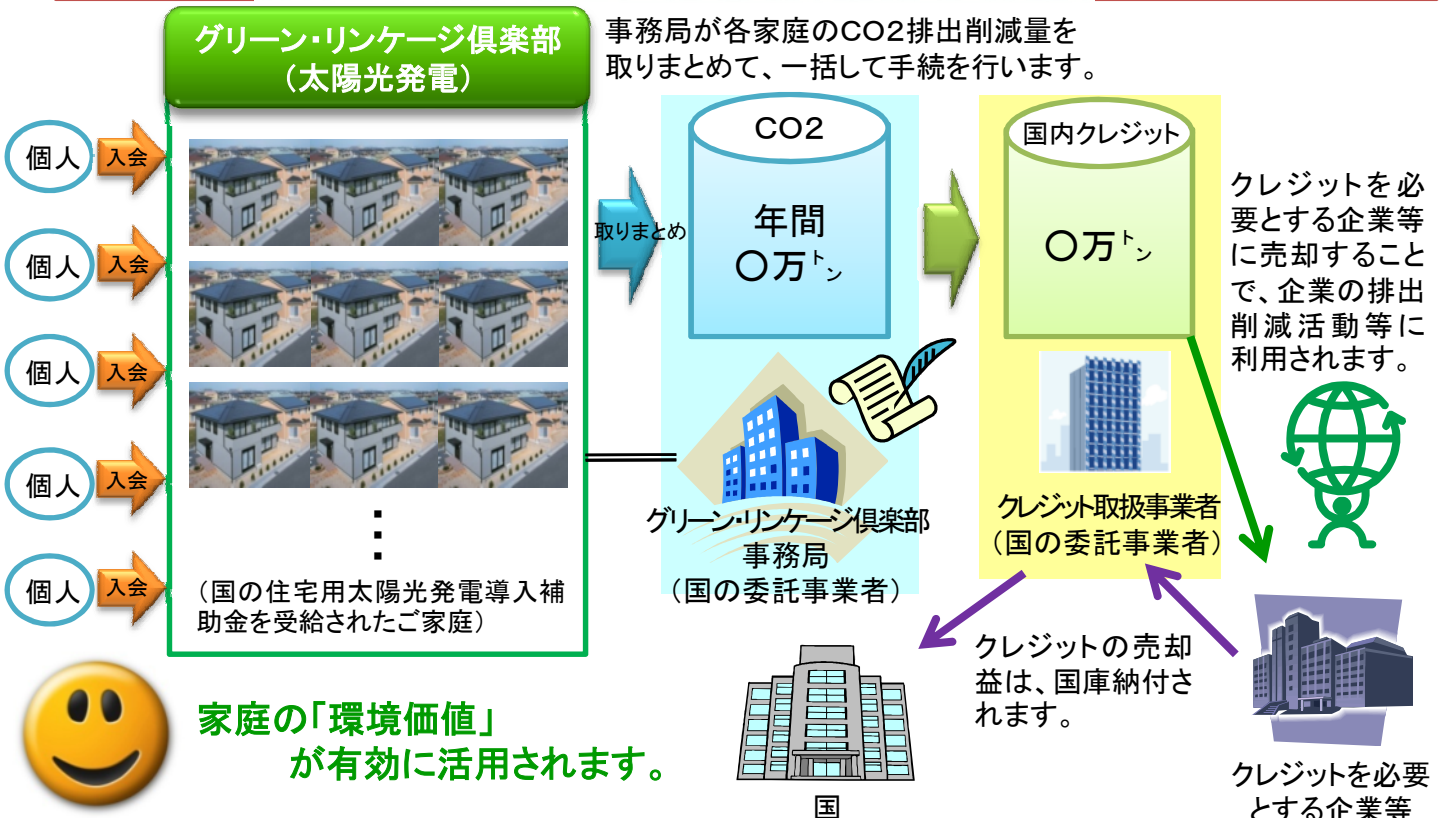 グリーン・リンケージ倶楽部
（太陽光発電）
事務局が各家庭のCO2排出削減量を
取りまとめて、一括して手続を行います。
個人
入会
個人
入会
個人
入会
個人
入会
個人
入会
（国の住宅用太陽光発電導入補
助金を受給されたご家庭）
取りまとめ
CO2
年間
〇万トン
国内クレジット
〇万トン
クレジットを必
要とする企業等
に売却すること
で、企業の排出
削減活動等に
利用されます。
グリーン・リンケージ倶楽部
事務局
（国の委託事業者）
クレジット取扱事業者
（国の委託事業者）
クレジットの売却
益は、国庫納付さ
れます。
家庭の「環境価値」
が有効に活用されます。
国
クレジットを必要
とする企業等